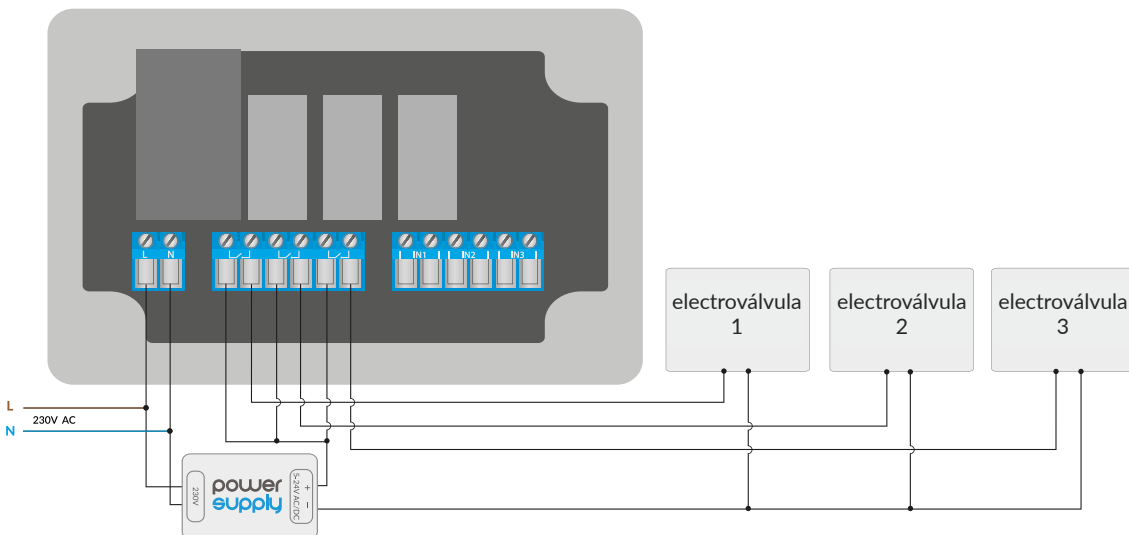 L N
IN1 IN2 IN3
electroválvula
1
electroválvula
2
electroválvula
3
L
230V AC
N
230V
power
supply
5-24V AC/DC
+
−